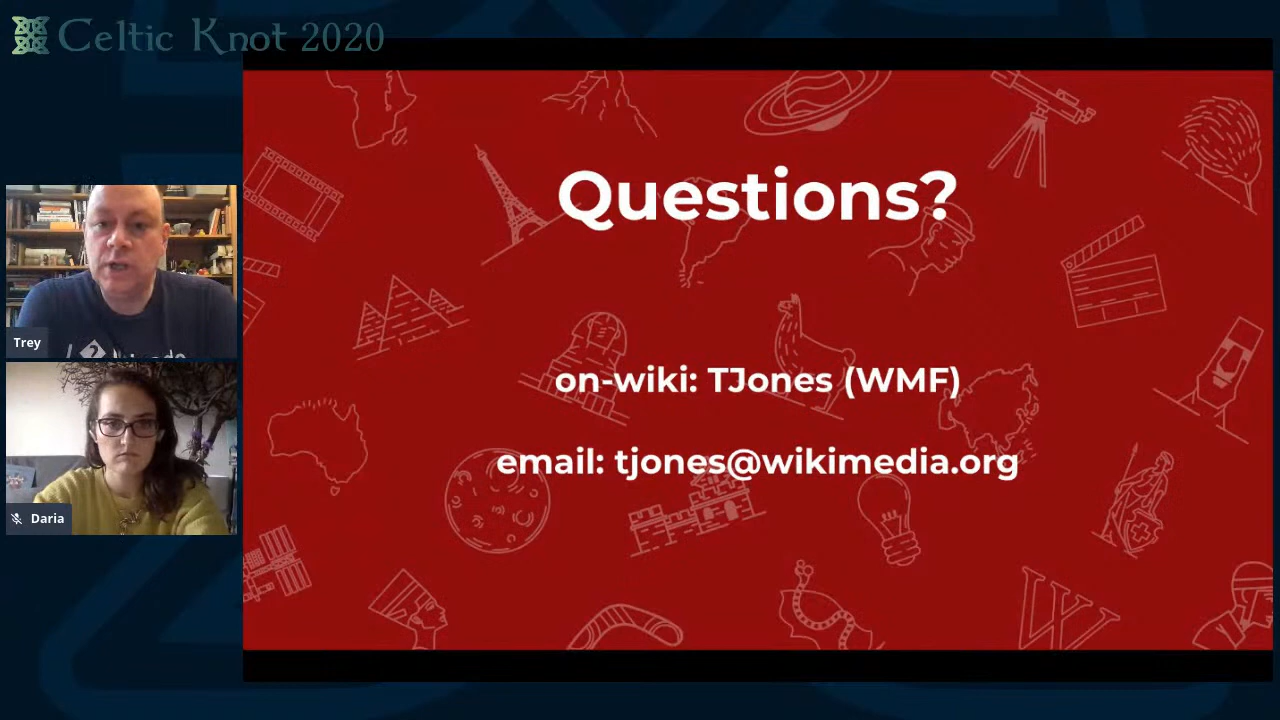 Celtic Knot 2020
Questions?
on-wiki: TJones (WMF)
email: tjones@wikimedia.org
Trey
Daria